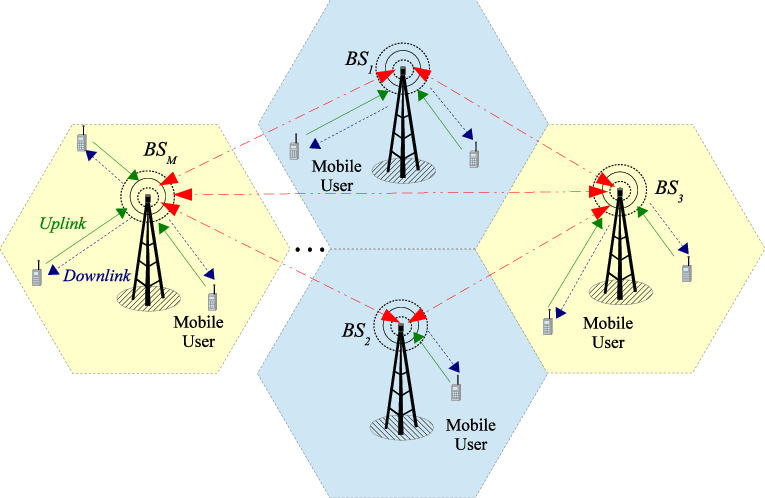 BS1
Mobile
User
BSM
BS3
Uplink
Downlink
. . .
Mobile
User
BS2
Mobile
User
Mobile
User